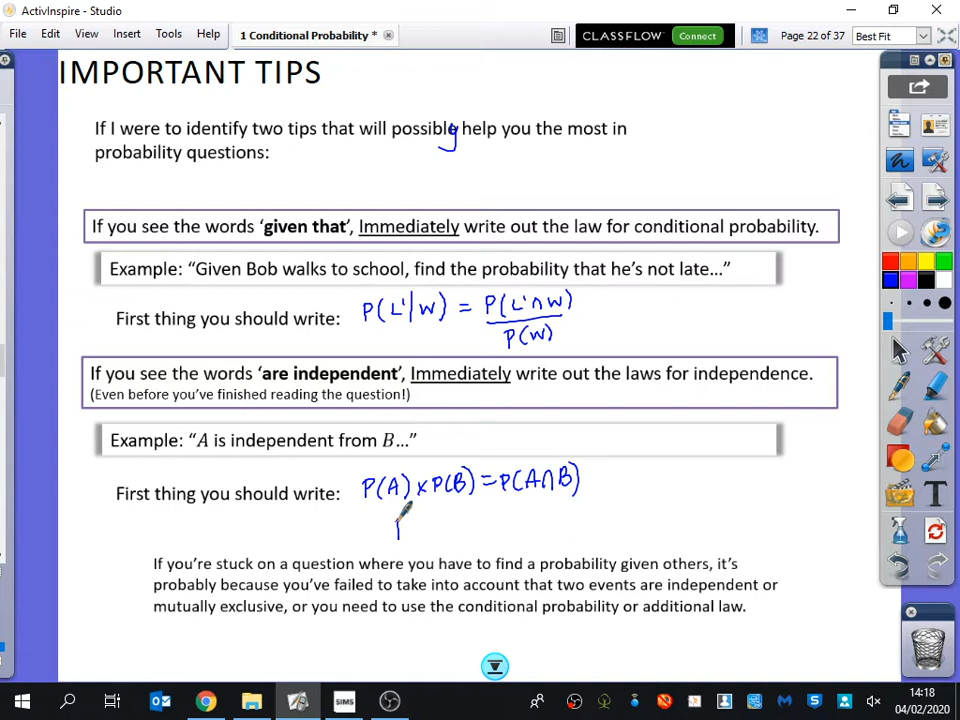 ActivInspire - Studio
File Edit View Insert Tools Help 1 Conditional Probability * CLASSFLOW Connect Page 22 of 37 Best Fit
IMPORTANT TIPS
If I were to identify two tips that will possibly help you the most in
probability questions:
If you see the words ‘given that’, Immediately write out the law for conditional probability.
Example: “Given Bob walks to school, find the probability that he’s not late…”
First thing you should write: P(L'|W) = P(L'∩W)
P(W)
If you see the words ‘are independent’, Immediately write out the laws for independence.
(Even before you’ve finished reading the question!)
Example: “A is independent from B…”
First thing you should write: P(A) × P(B) = P(A∩B)
If you’re stuck on a question where you have to find a probability given others, it’s
probably because you’ve failed to take into account that two events are independent or
mutually exclusive, or you need to use the conditional probability or additional law.
SIMS
14:18
04/02/2020